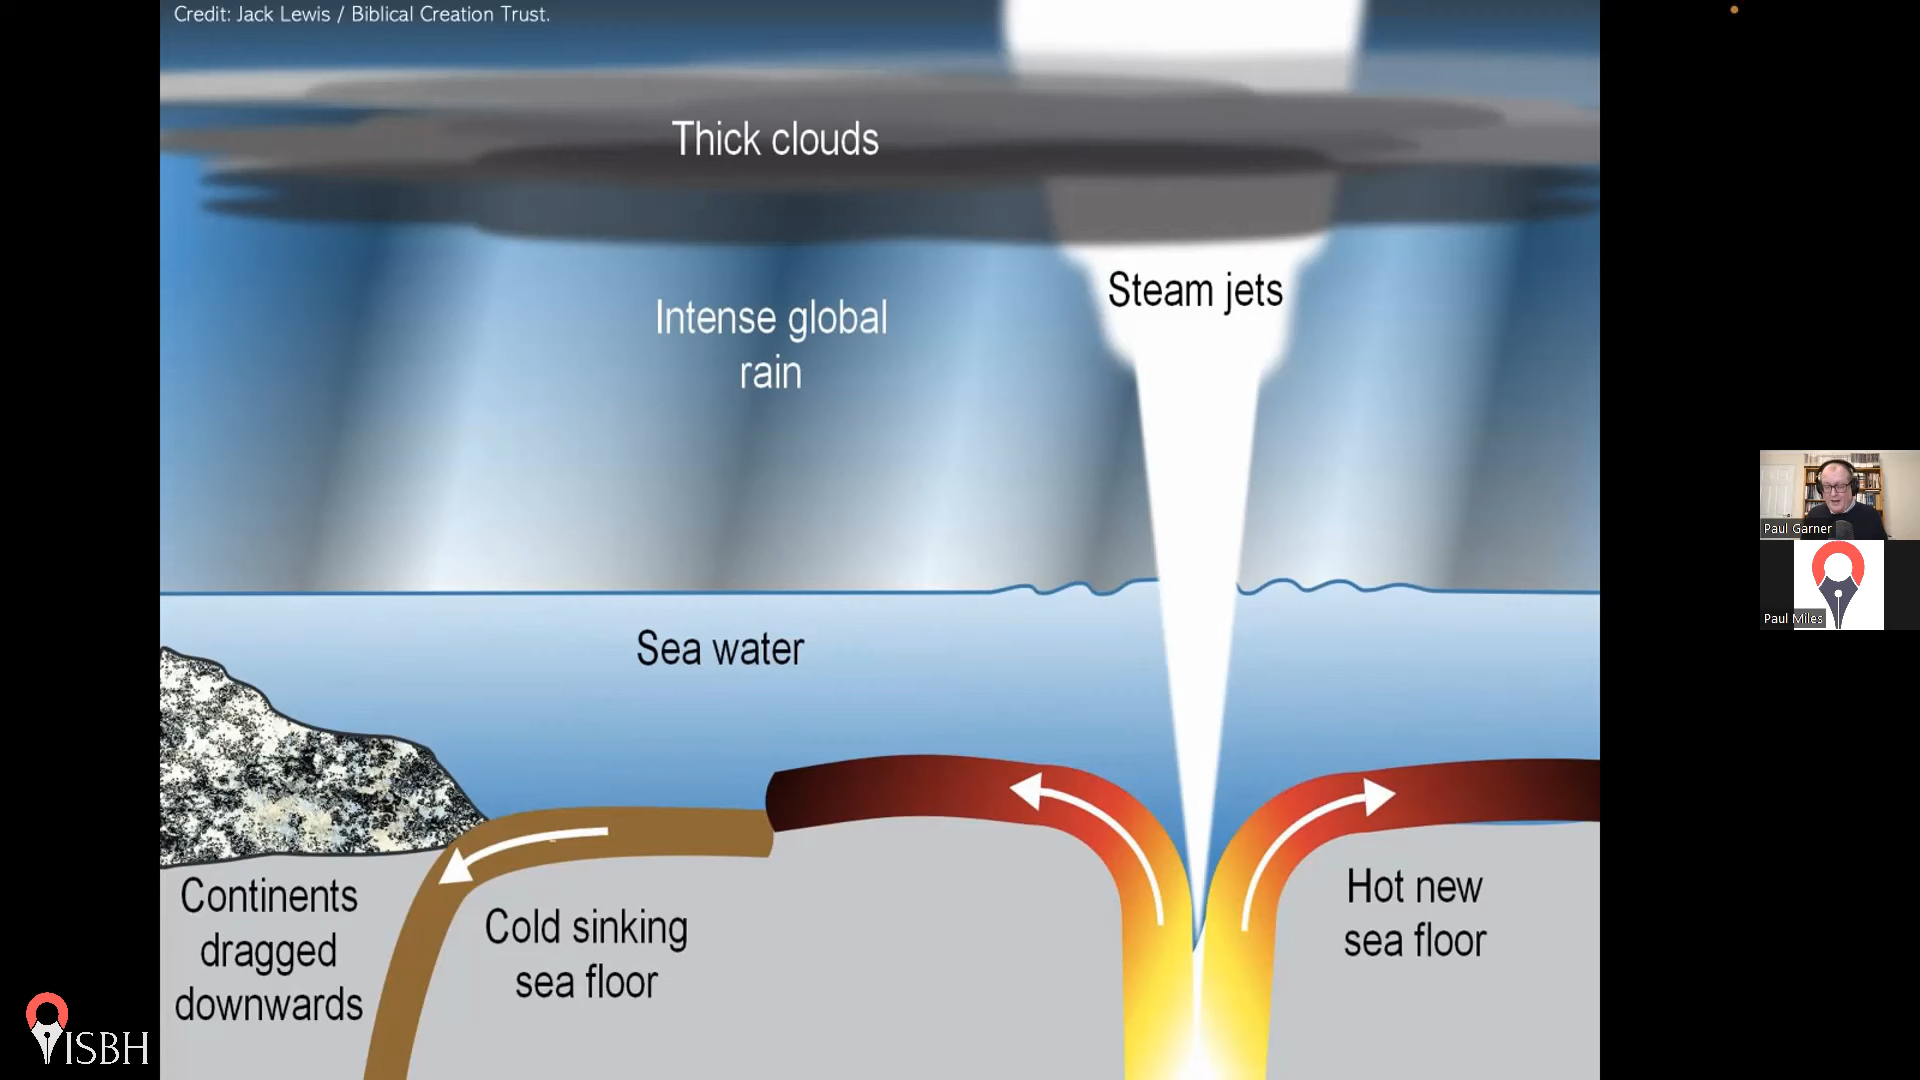 Credit: Jack Lewis / Biblical Creation Trust.
Thick clouds
Steam jets
Intense global
rain
Sea water
Continents
dragged
downwards
Cold sinking
sea floor
Hot new
sea floor
Paul Garner
Paul Miles
ISBH